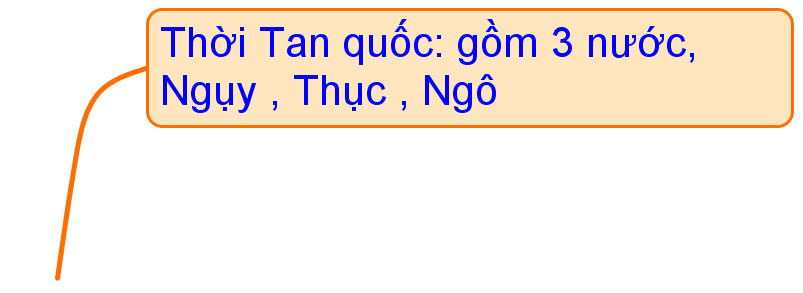 Thời Tan quốc: gồm 3 nước,
Ngụy , Thục , Ngô